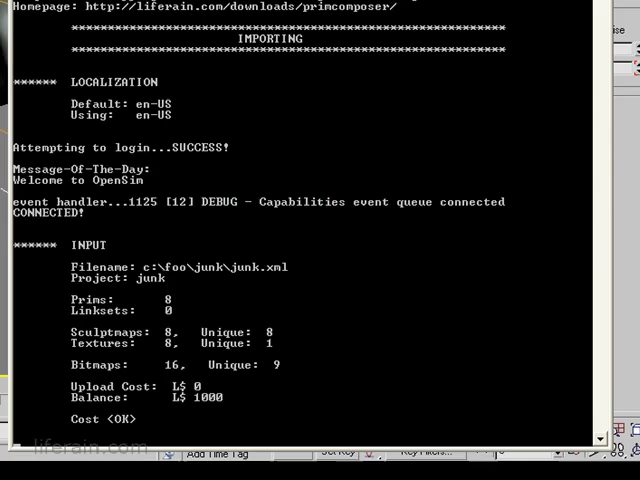 Homepage: http://liferain.com/downloads/primcomposer/
****************************************************
IMPORTING
****************************************************
****** LOCALIZATION
Default: en-US
Using: en-US
Attempting to login...SUCCESS!
Message-Of-The-Day:
Welcome to OpenSim
event handler...1125 [12] DEBUG - Capabilities event queue connected
CONNECTED!
****** INPUT
Filename: c:\foo\junk\junk.xml
Project: junk
Prims: 8
Linksets: 0
Sculptmaps: 8, Unique: 8
Textures: 8, Unique: 1
Bitmaps: 16, Unique: 9
Upload Cost: L$ 0
Balance: L$ 1000
Cost <OK>
liferain.com
Add Time Tag
Set Key
Key Filters...